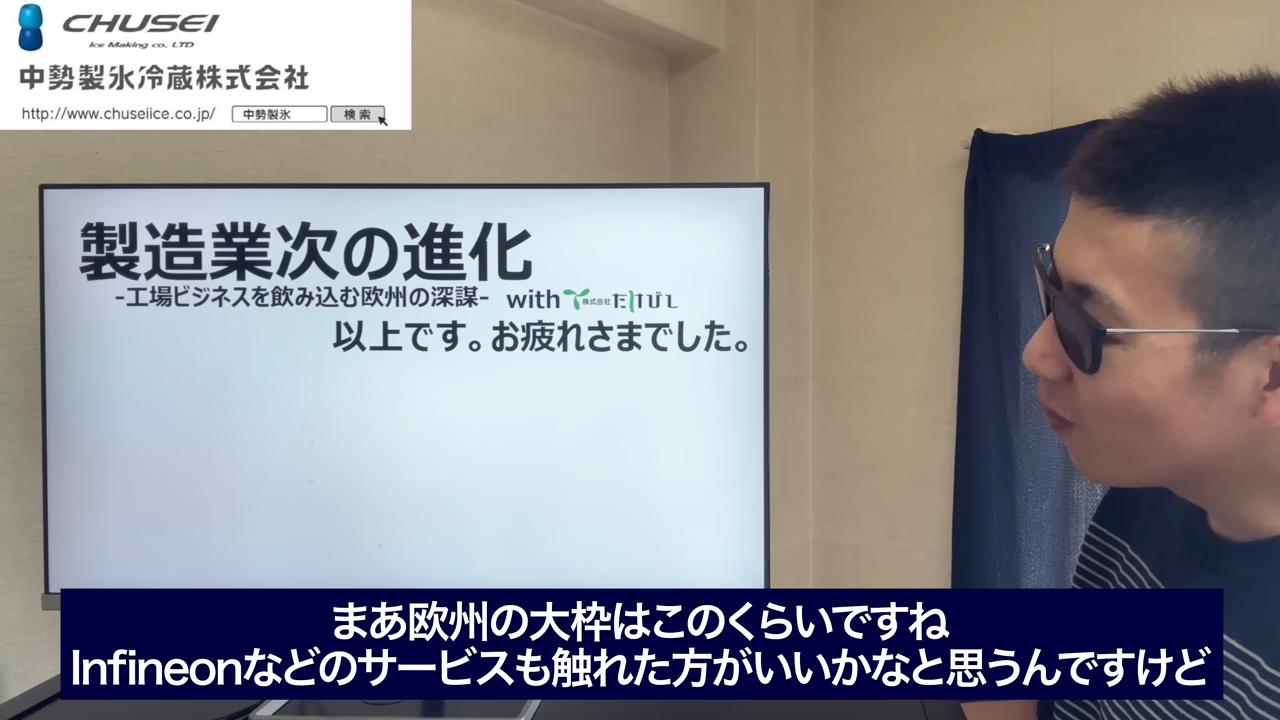 CHUSEI
Ice Making co. LTD
中勢製氷冷蔵株式会社
http://www.chuseiice.co.jp/ 中勢製氷 検索
製造業次の進化
-工場ビジネスを飲み込む欧州の深謀- with 株式会社たけびし
以上です。お疲れさまでした。
まあ欧州の大枠はこのくらいですね
Infineonなどのサービスも触れた方がいいかなと思うんですけど